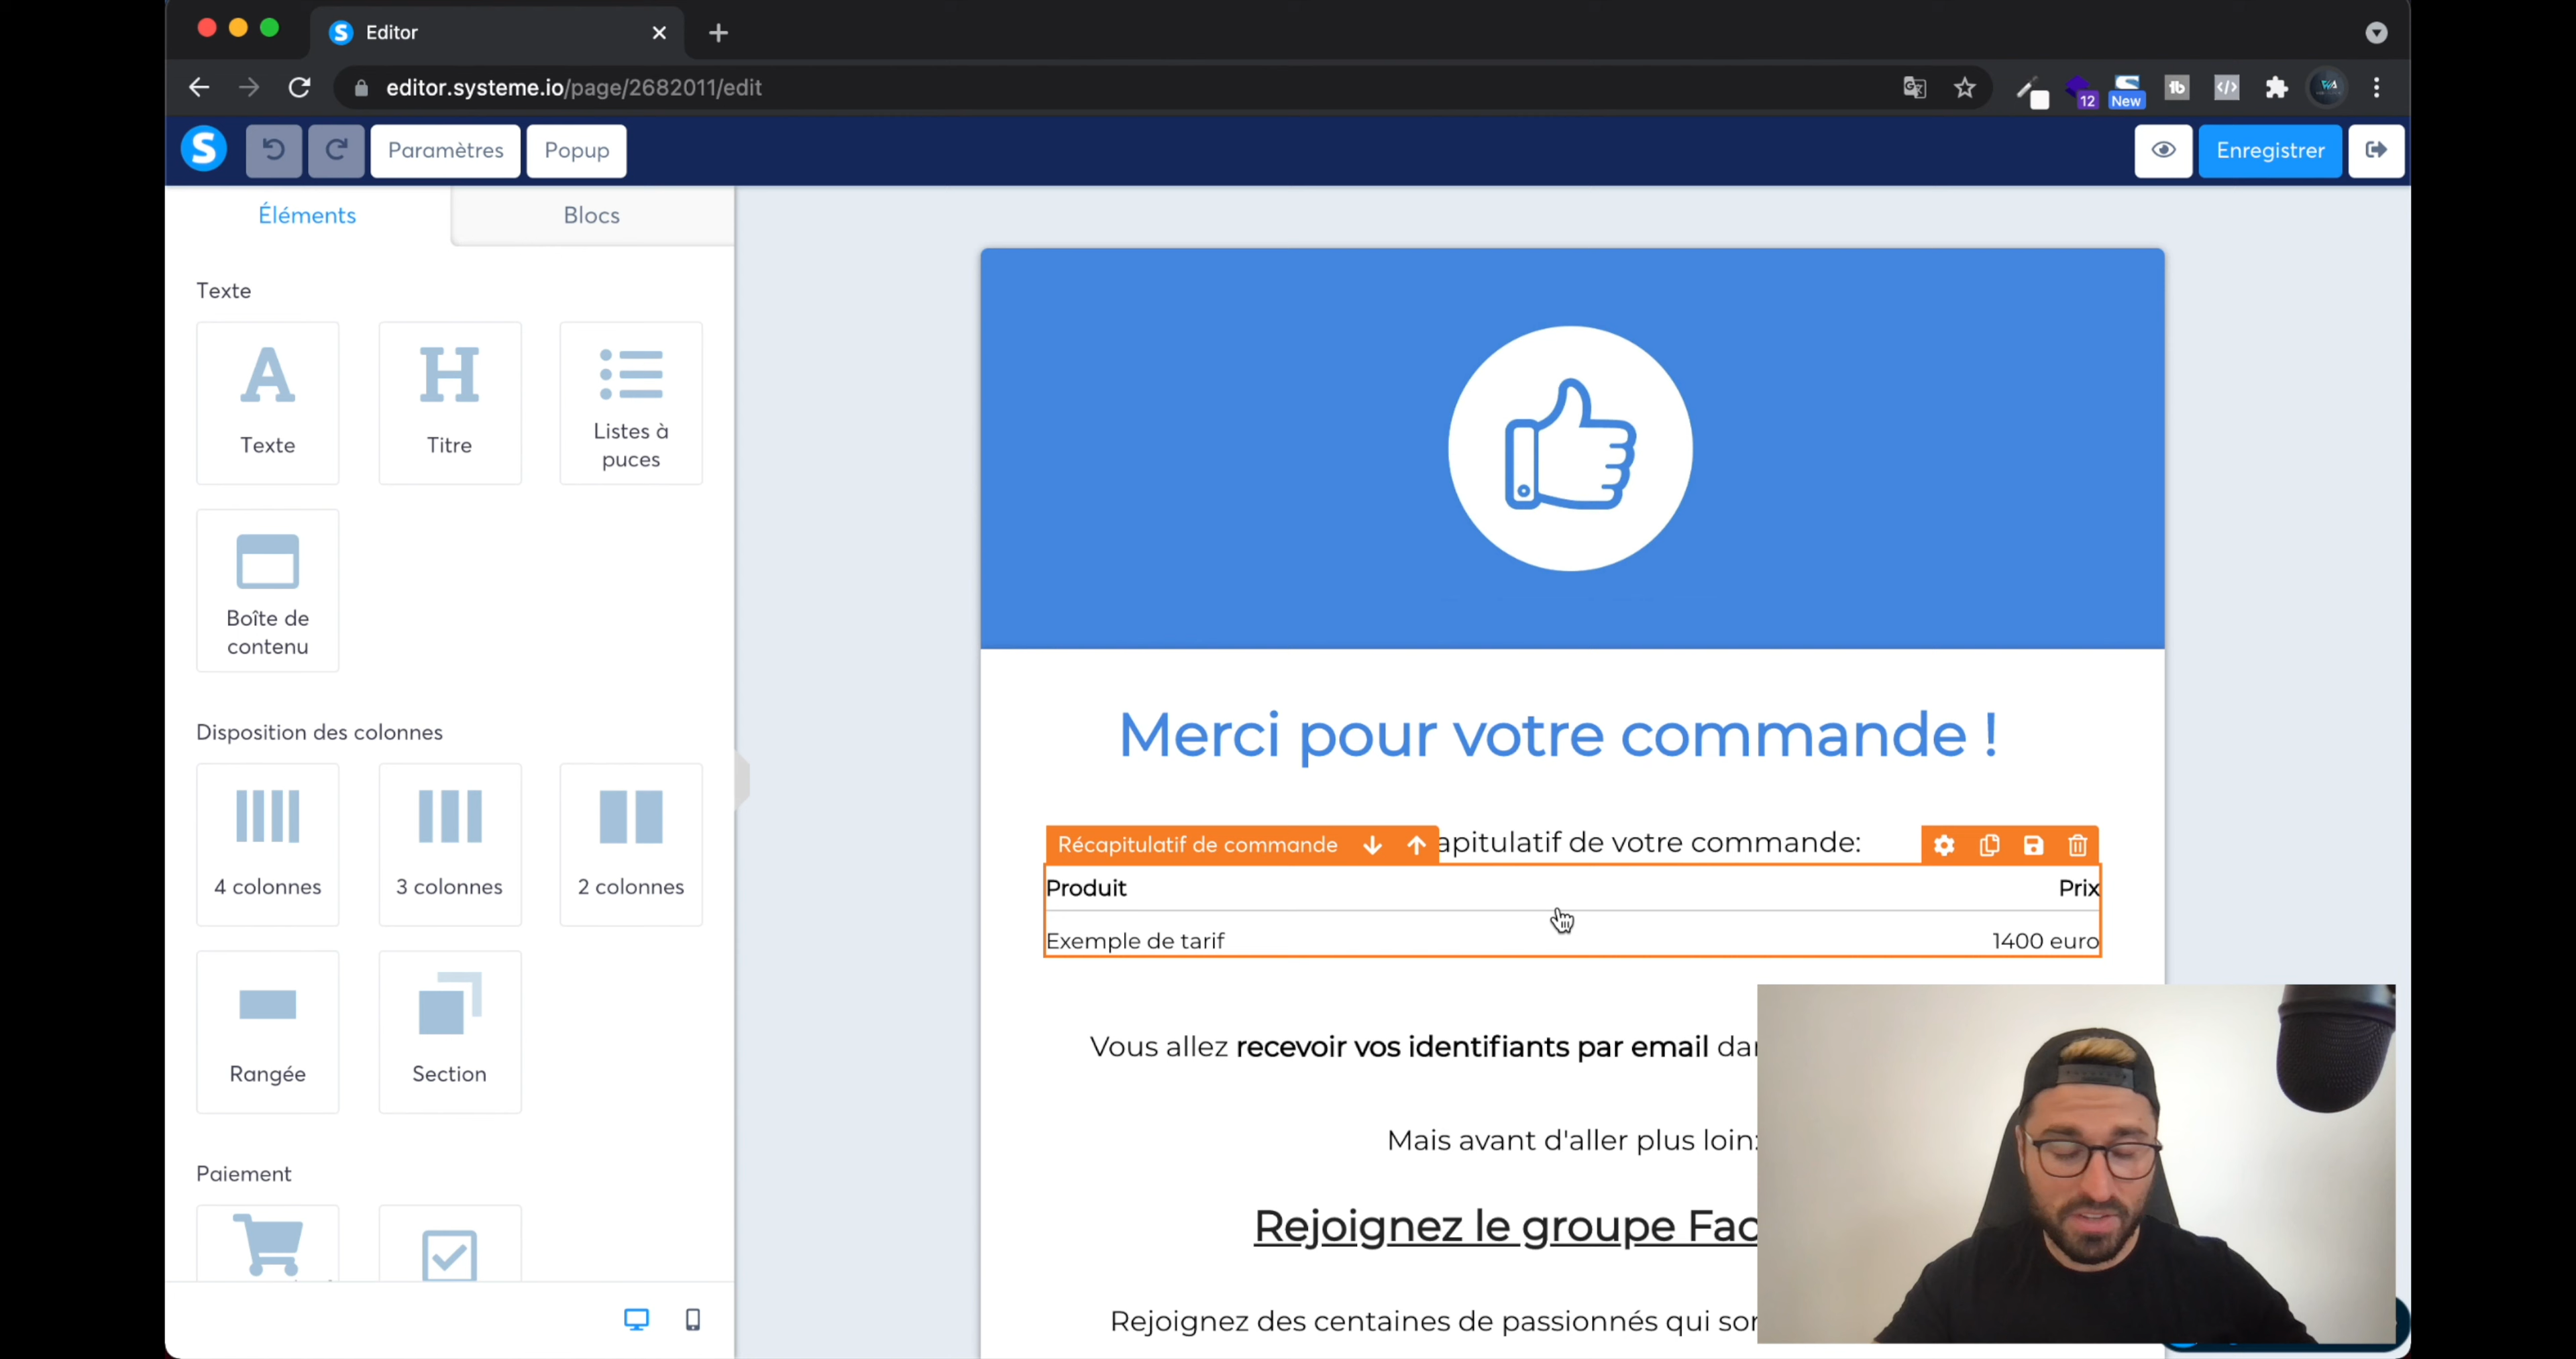 Editor
editor.systeme.io/page/2682011/edit
12
New
Paramètres
Popup
Enregistrer
Éléments
Blocs
Texte
Texte
Titre
Listes à
puces
Boîte de
contenu
Disposition des colonnes
4 colonnes
3 colonnes
2 colonnes
Rangée
Section
Paiement
Merci pour votre commande !
Récapitulatif de commande
apitulatif de votre commande:
Produit
Prix
Exemple de tarif
1400 euro
Vous allez recevoir vos identifiants par email
Mais avant d'aller plus loin:
Rejoignez le groupe
Rejoignez des centaines de passionnés qui